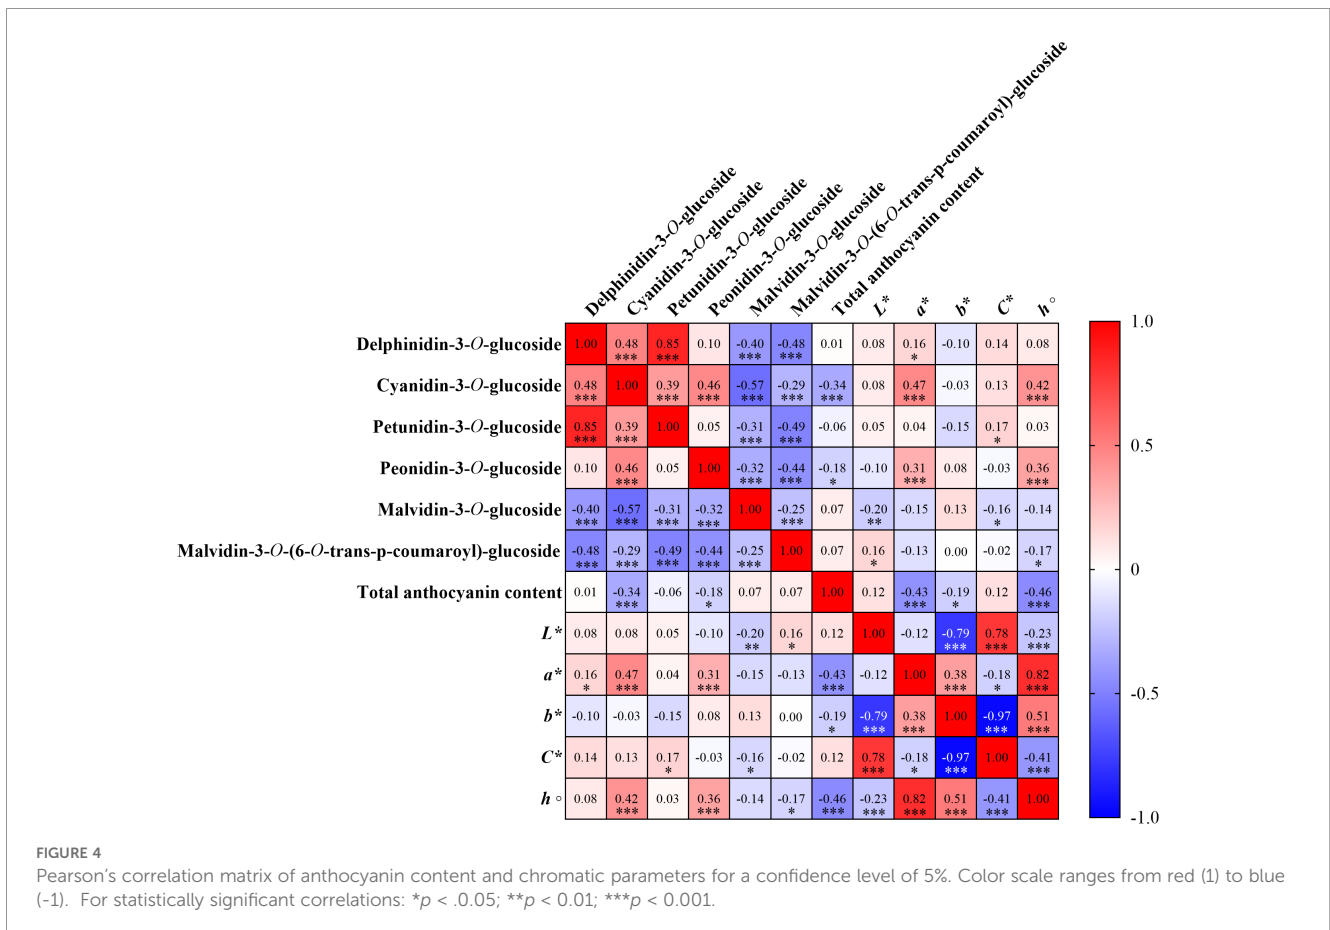 Delphinidin-3-O-glucoside
Cyanidin-3-O-glucoside
Petunidin-3-O-glucoside
Peonidin-3-O-glucoside
Malvidin-3-O-glucoside
Malvidin-3-O-(6-O-trans-p-coumaroyl)-glucoside
Total anthocyanin content
L*
a*
b*
C*
h°
Delphinidin-3-O-glucoside 1.00 0.48 *** 0.85 *** 0.10 -0.40 *** -0.48 *** 0.01 0.08 0.16 * -0.10 0.14 0.08
Cyanidin-3-O-glucoside 0.48 *** 1.00 0.39 *** 0.46 *** -0.57 *** -0.29 *** -0.34 *** 0.08 0.47 *** -0.03 0.13 0.42 ***
Petunidin-3-O-glucoside 0.85 *** 0.39 *** 1.00 0.05 -0.31 *** -0.49 *** -0.06 0.05 0.04 -0.15 0.17 * 0.03
Peonidin-3-O-glucoside 0.10 0.46 *** 0.05 1.00 -0.32 *** -0.44 *** -0.18 * -0.10 0.31 *** 0.08 -0.03 0.36 ***
Malvidin-3-O-glucoside -0.40 *** -0.57 *** -0.31 *** -0.32 *** 1.00 -0.25 *** 0.07 -0.20 ** -0.15 0.13 -0.16 * -0.14
Malvidin-3-O-(6-O-trans-p-coumaroyl)-glucoside -0.48 *** -0.29 *** -0.49 *** -0.44 *** -0.25 *** 1.00 0.07 0.16 * -0.13 0.00 -0.02 -0.17 *
Total anthocyanin content 0.01 -0.34 *** -0.06 -0.18 * 0.07 0.07 1.00 0.12 -0.43 *** -0.19 * 0.12 -0.46 ***
L* 0.08 0.08 0.05 -0.10 -0.20 ** 0.16 * 0.12 1.00 -0.12 -0.79 *** 0.78 *** -0.23 ***
a* 0.16 * 0.47 *** 0.04 0.31 *** -0.15 -0.13 -0.43 *** -0.12 1.00 0.38 *** -0.18 * 0.82 ***
b* -0.10 -0.03 -0.15 0.08 0.13 0.00 -0.19 * -0.79 *** 0.38 *** 1.00 -0.97 *** 0.51 ***
C* 0.14 0.13 0.17 * -0.03 -0.16 * -0.02 0.12 0.78 *** -0.18 * -0.97 *** 1.00 -0.41 ***
h° 0.08 0.42 *** 0.03 0.36 *** -0.14 -0.17 * -0.46 *** -0.23 *** 0.82 *** 0.51 *** -0.41 *** 1.00
1.0
0.5
0
-0.5
-1.0
FIGURE 4
Pearson's correlation matrix of anthocyanin content and chromatic parameters for a confidence level of 5%. Color scale ranges from red (1) to blue
(-1). For statistically significant correlations: *p < .0.05; **p < 0.01; ***p < 0.001.